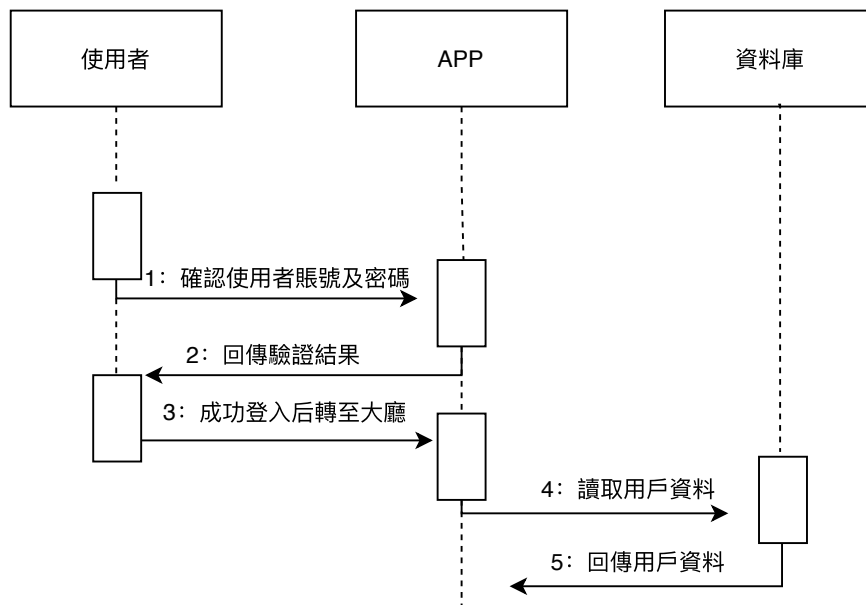 使用者
APP
資料庫
1：確認使用者賬號及密碼
2：回傳驗證結果
3：成功登入后轉至大廳
4：讀取用戶資料
5：回傳用戶資料